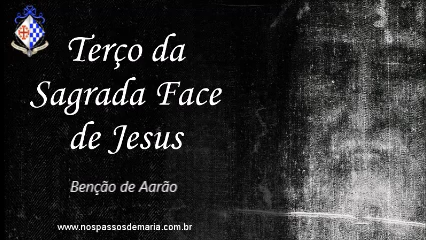 Terço da
Sagrada Face
de Jesus
Benção de Aarão
www.nospassosdemaria.com.br